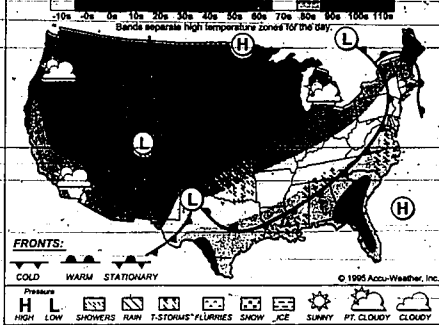 -10s -0s 0s 10s 20s 30s 40s 50s 60s 70s 80s 90s 100s 110s
Bands separate high temperature zones for the day.
H
L
L
L
H
FRONTS:
COLD WARM STATIONARY
© 1995 Accu-Weather, Inc.
Pressure
H L
HIGH LOW SHOWERS RAIN T-STORMS FLURRIES SNOW ICE SUNNY PT. CLOUDY CLOUDY